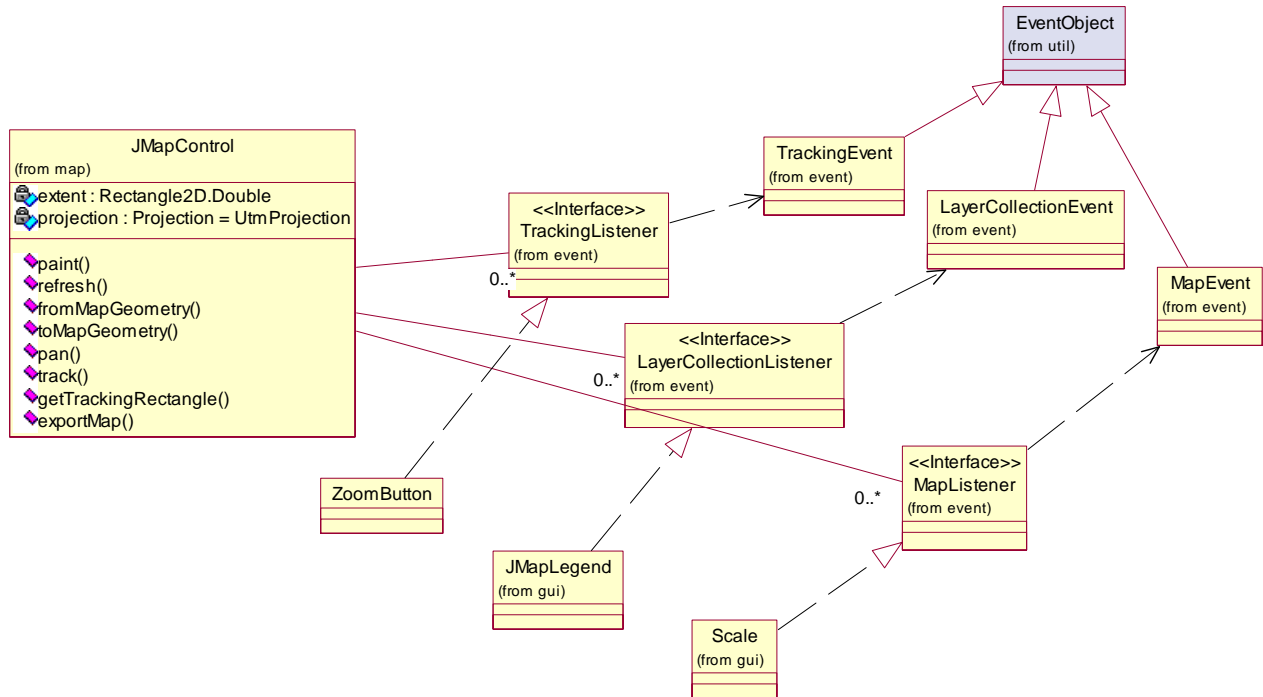 EventObject
(from util)
JMapControl
(from map)
extent : Rectangle2D.Double
projection : Projection = UtmProjection
paint()
refresh()
fromMapGeometry()
toMapGeometry()
pan()
track()
getTrackingRectangle()
exportMap()
TrackingEvent
(from event)
<<Interface>>
TrackingListener
(from event)
0..*
LayerCollectionEvent
(from event)
MapEvent
(from event)
<<Interface>>
LayerCollectionListener
(from event)
0..*
<<Interface>>
MapListener
(from event)
0..*
ZoomButton
JMapLegend
(from gui)
Scale
(from gui)